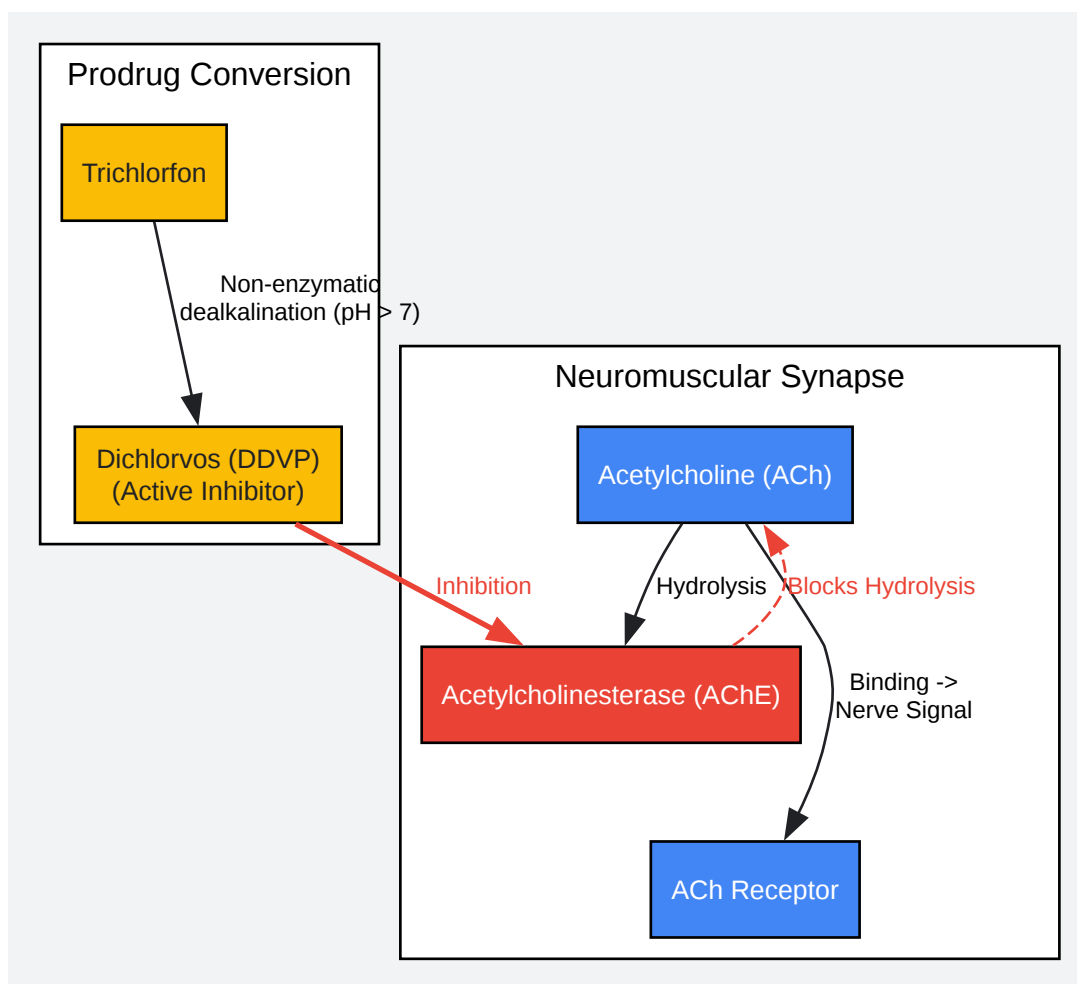 Prodrug Conversion
Trichlorfon
Non-enzymatic
dealkalination (pH > 7)
Dichlorvos (DDVP)
(Active Inhibitor)
Neuromuscular Synapse
Acetylcholine (ACh)
Inhibition
Hydrolysis
Blocks Hydrolysis
Acetylcholinesterase (AChE)
Binding ->
Nerve Signal
ACh Receptor